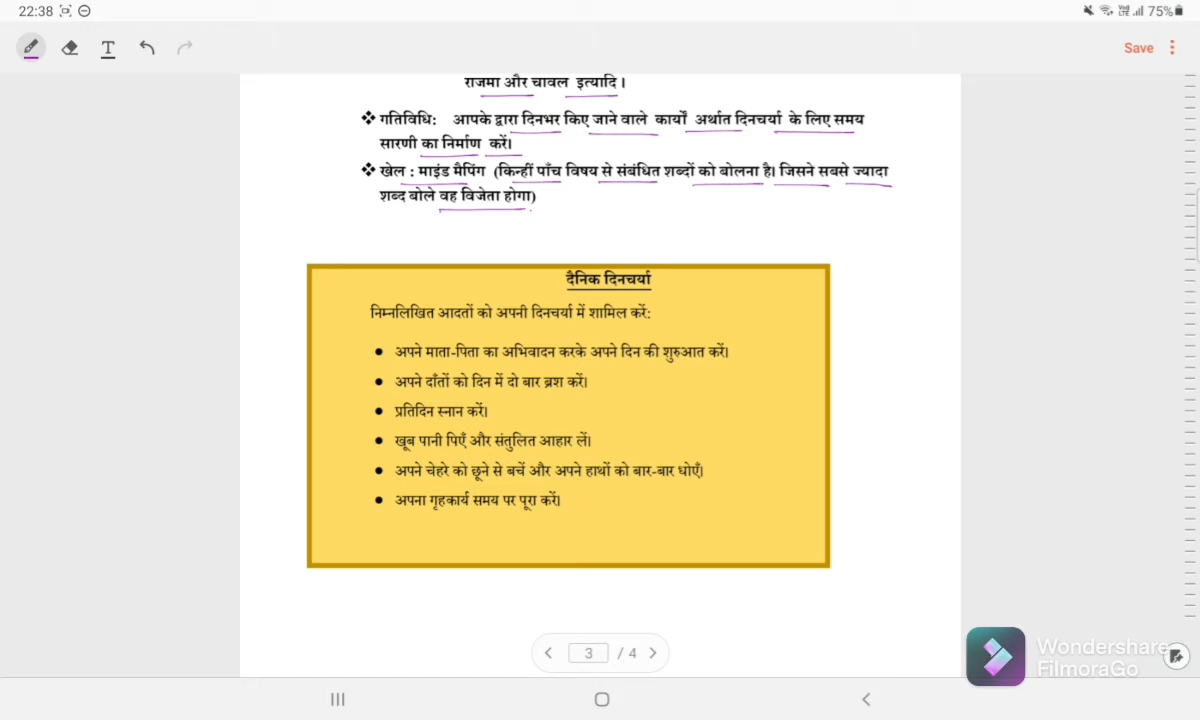 22:38
75%
Save
राजमा और चावल इत्यादि ।
❖ गतिविधि: आपके द्वारा दिनभर किए जाने वाले कार्यों अर्थात दिनचर्या के लिए समय
सारणी का निर्माण करें।
❖ खेल : माइंड मैपिंग (किन्हीं पाँच विषय से संबंधित शब्दों को बोलना है। जिसने सबसे ज्यादा
शब्द बोले वह विजेता होगा)
दैनिक दिनचर्या
निम्नलिखित आदतों को अपनी दिनचर्या में शामिल करें:
• अपने माता-पिता का अभिवादन करके अपने दिन की शुरुआत करें।
• अपने दाँतों को दिन में दो बार ब्रश करें।
• प्रतिदिन स्नान करें।
• खूब पानी पिएँ और संतुलित आहार लें।
• अपने चेहरे को छूने से बचें और अपने हाथों को बार-बार धोएँ।
• अपना गृहकार्य समय पर पूरा करें।
3 / 4
Wondershare
FilmoraGo